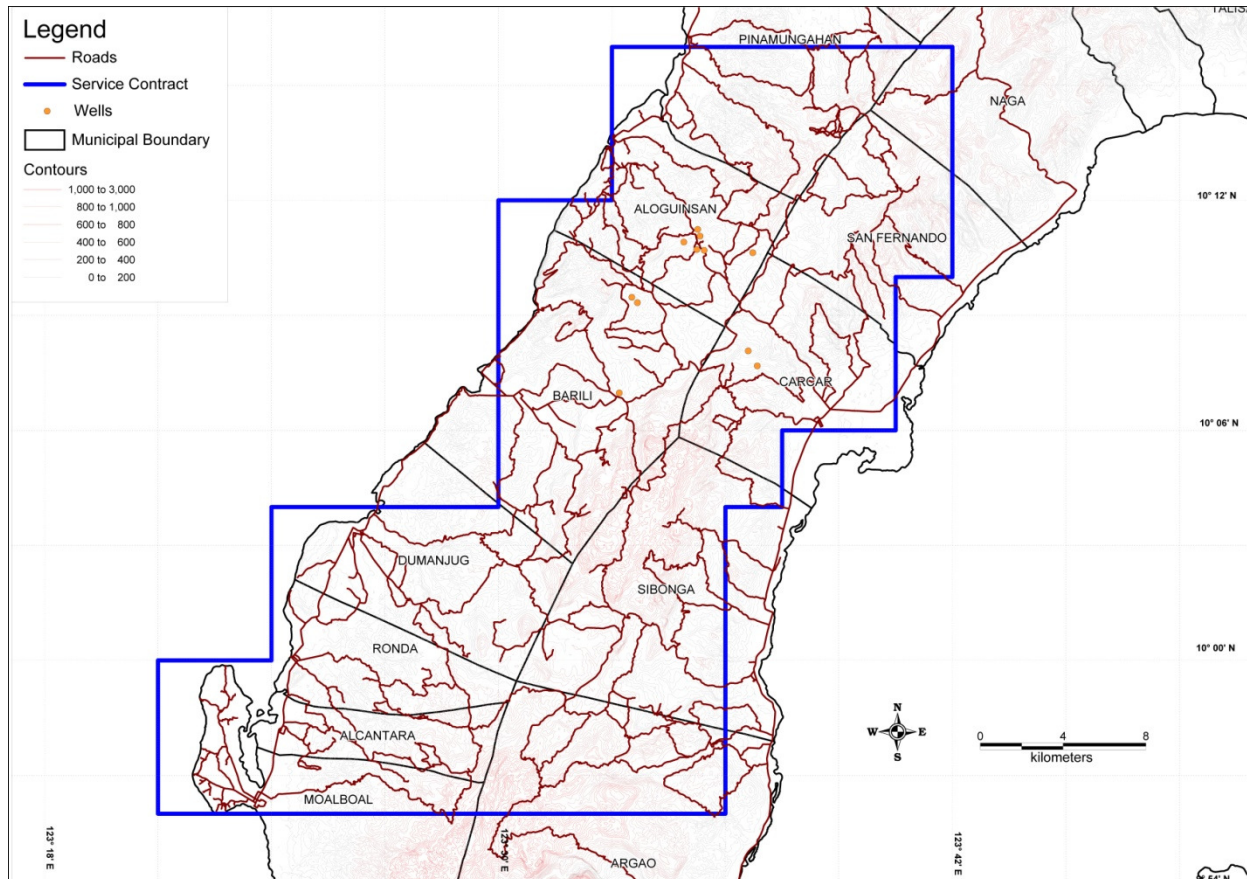 Legend
Roads
Service Contract
Wells
Municipal Boundary
Contours
1,000 to 3,000
800 to 1,000
600 to 800
400 to 600
200 to 400
0 to 200
PINAMUNGAHAN
NAGA
10° 12' N
ALOGUINSAN
SAN FERNANDO
CARCAR
BARILI
10° 06' N
DUMANJUG
SIBONGA
RONDA
10° 00' N
ALCANTARA
N
W E
S
0 4 8
kilometers
MOALBOAL
ARGAO
123° 18' E
123° 42' E